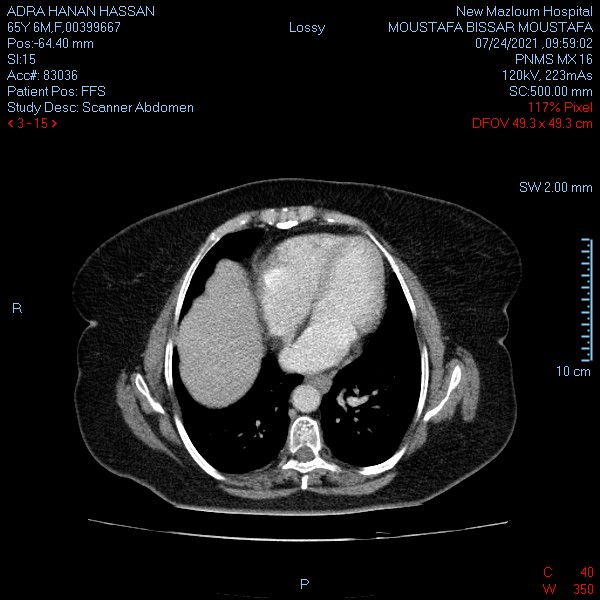 ADRA HANAN HASSAN
65Y 6M,F,00399667
Pos:-64.40 mm
SI:15
Acc#: 83036
Patient Pos: FFS
Study Desc: Scanner Abdomen
< 3 - 15 >
Lossy
New Mazloum Hospital
MOUSTAFA BISSAR MOUSTAFA
07/24/2021 ,09:59:02
PNMS MX 16
120kV, 223mAs
SC:500.00 mm
117% Pixel
DFOV 49.3 x 49.3 cm
SW 2.00 mm
R
10 cm
P
C 40
W 350